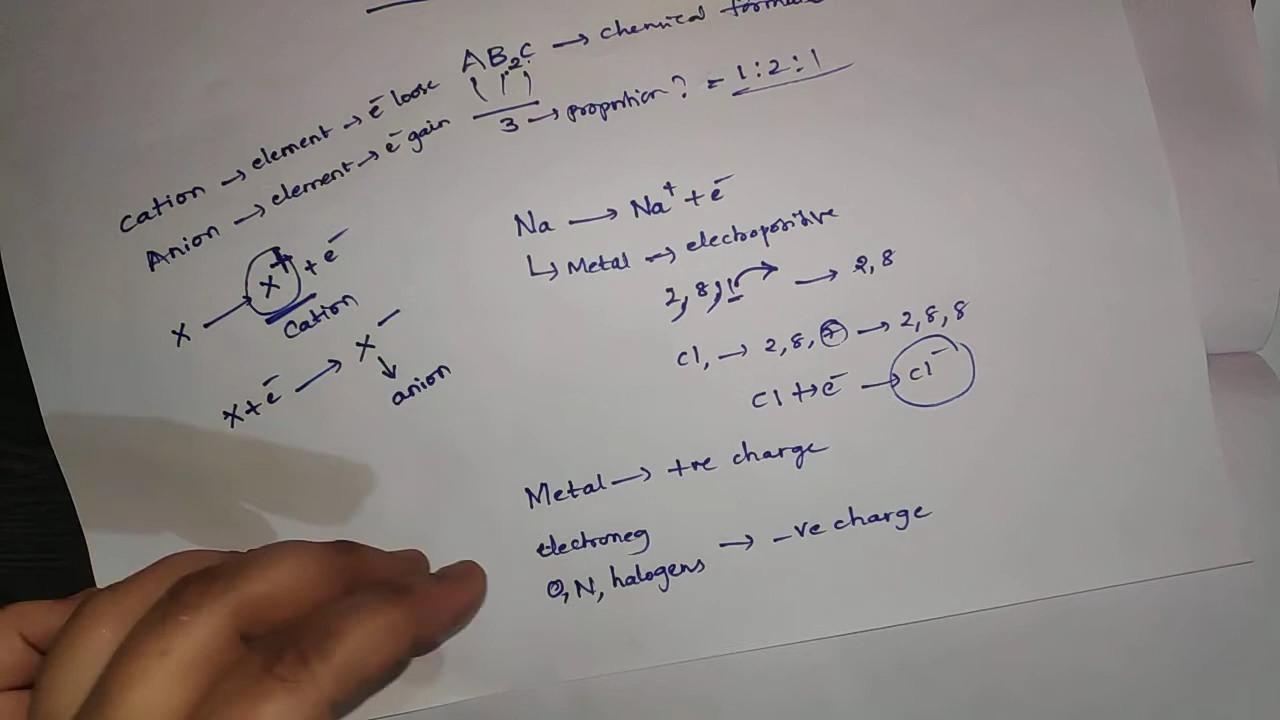 AB₂C → chemical
3 → proportion? = 1:2:1
Cation → element → e⁻ loose
Anion → element → e⁻ gain
X → X⁺ + e⁻
Cation
X + e⁻ → X⁻
anion
Na → Na⁺ + e⁻
↳ Metal → electropositive
2, 8, 1 → 2, 8
Cl, → 2, 8, 7 → 2, 8, 8
Cl + e⁻ → Cl⁻
Metal → +ve charge
electroneg
O, N, halogens → -ve charge